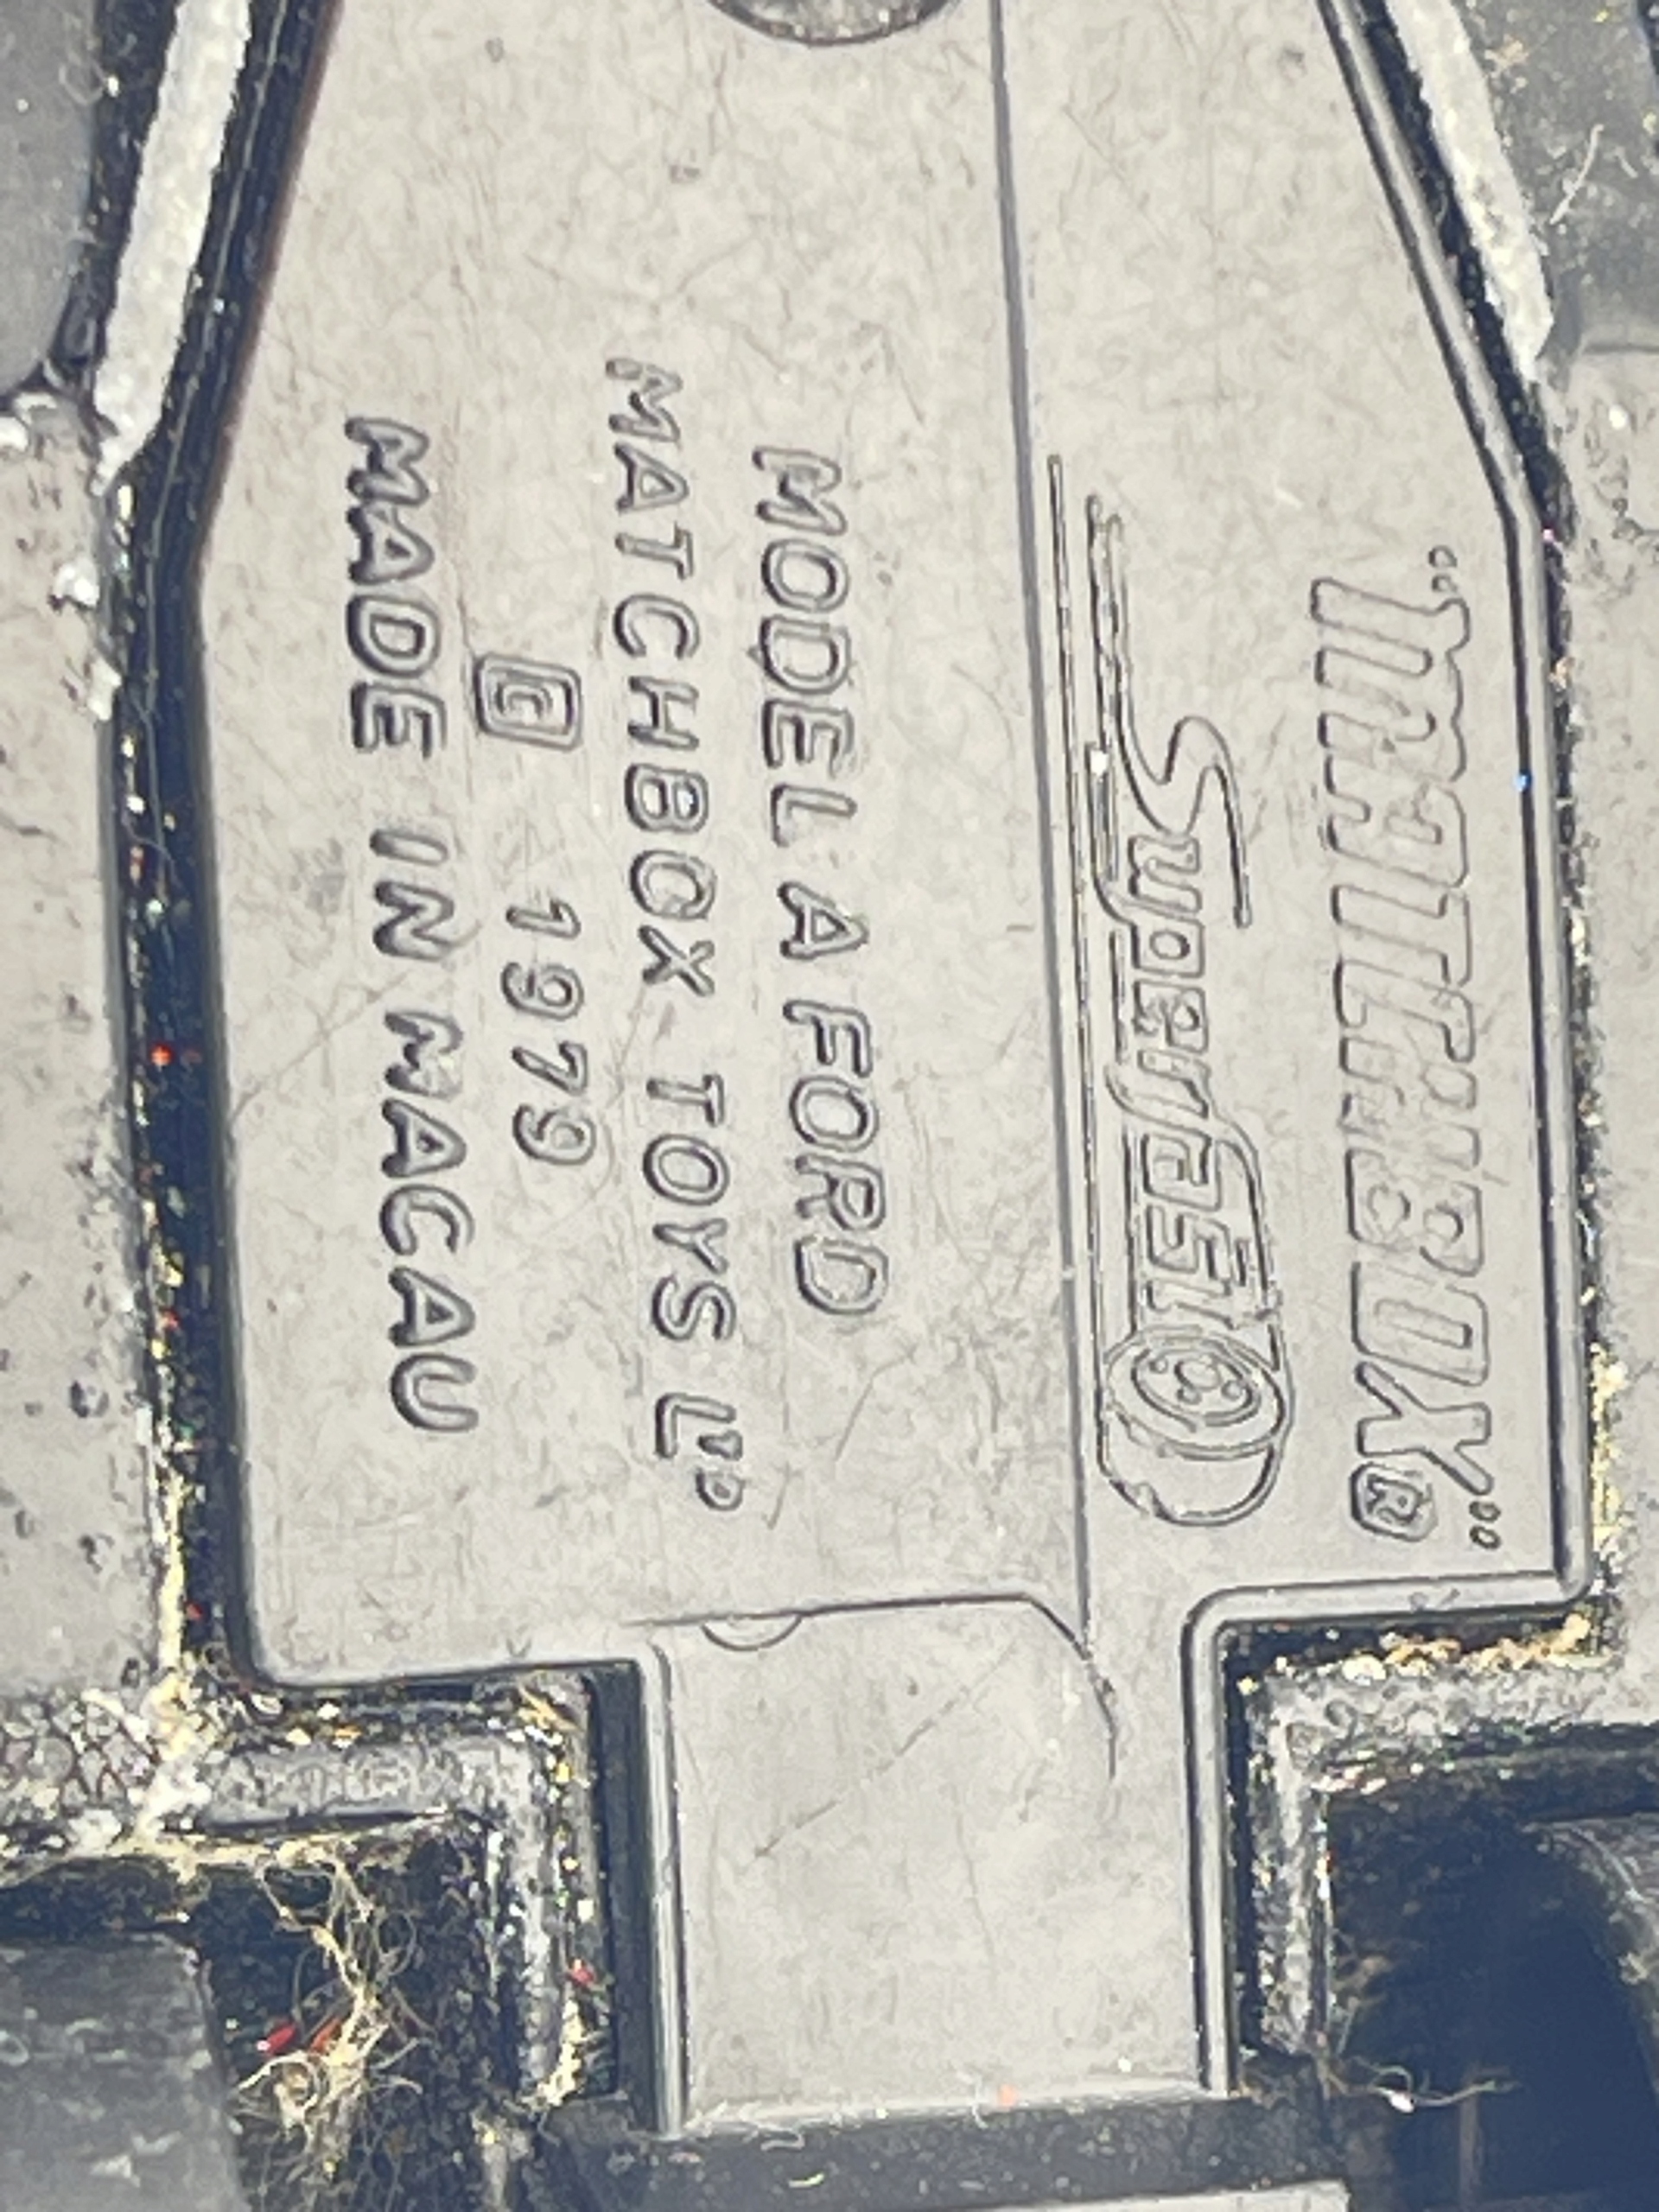 "MATCHBOX" ®
Superfast
MODEL A FORD
MATCHBOX TOYS LTD
© 1979
MADE IN MACAU